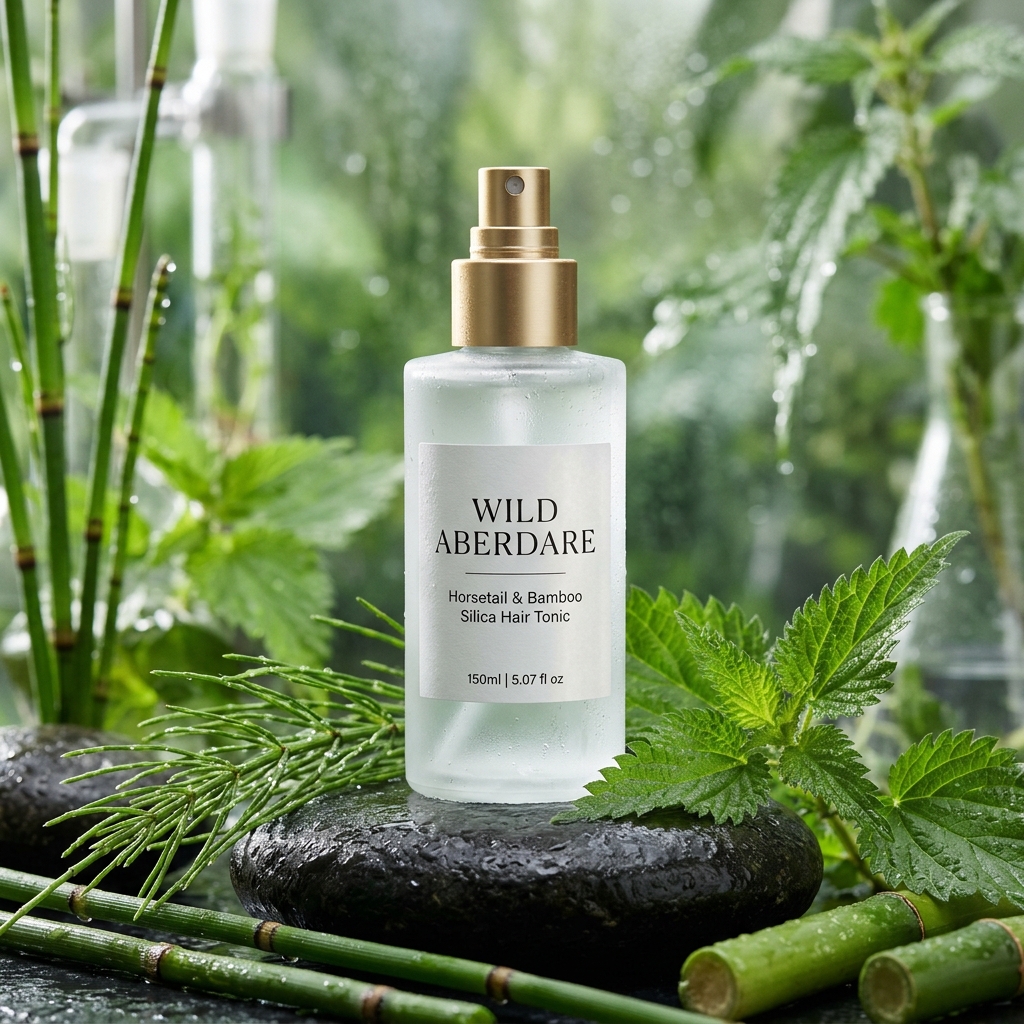 WILD
ABERDARE
Horsetail & Bamboo
Silica Hair Tonic
150ml | 5.07 fl oz